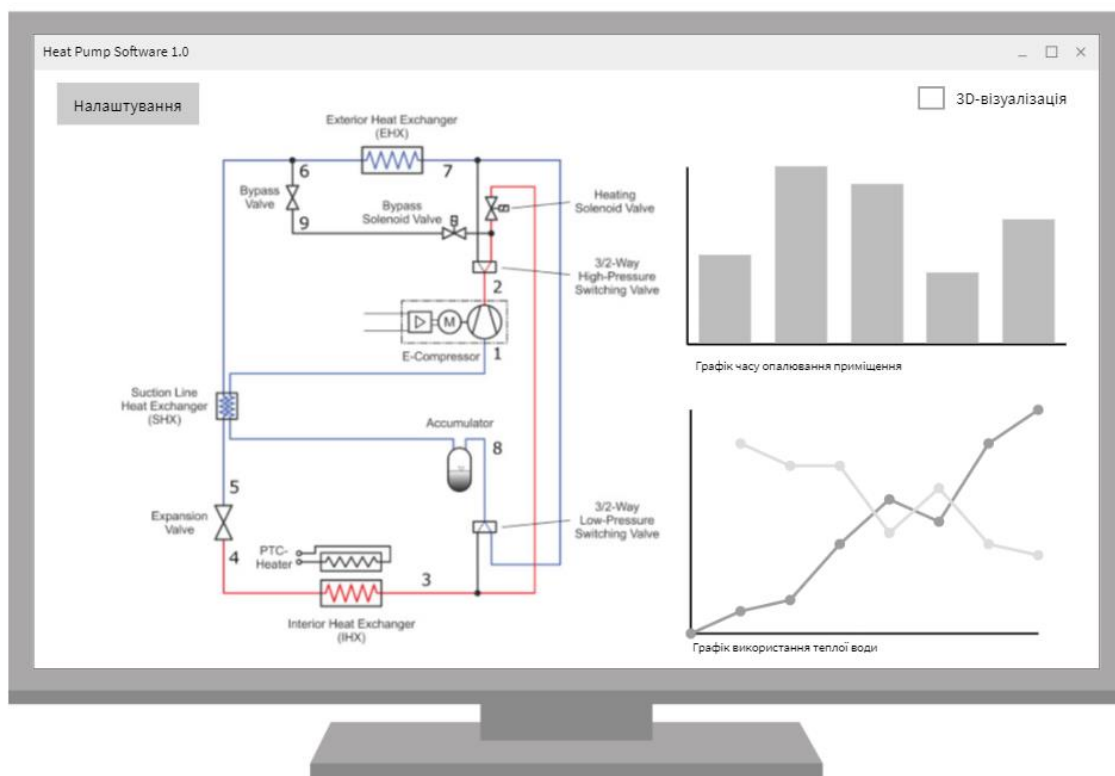 Heat Pump Software 1.0
Налаштування
3D-візуалізація
Exterior Heat Exchanger
(EHX)
6
7
Bypass
Valve
9
Bypass
Solenoid Valve
Heating
Solenoid Valve
3/2-Way
High-Pressure
Switching Valve
2
M
E-Compressor
1
Графік часу опалювання приміщення
Suction Line
Heat Exchanger
(SHX)
Accumulator
8
5
Expansion
Valve
4
3/2-Way
Low-Pressure
Switching Valve
PTC-
Heater
3
Interior Heat Exchanger
(IHX)
Графік використання теплої води